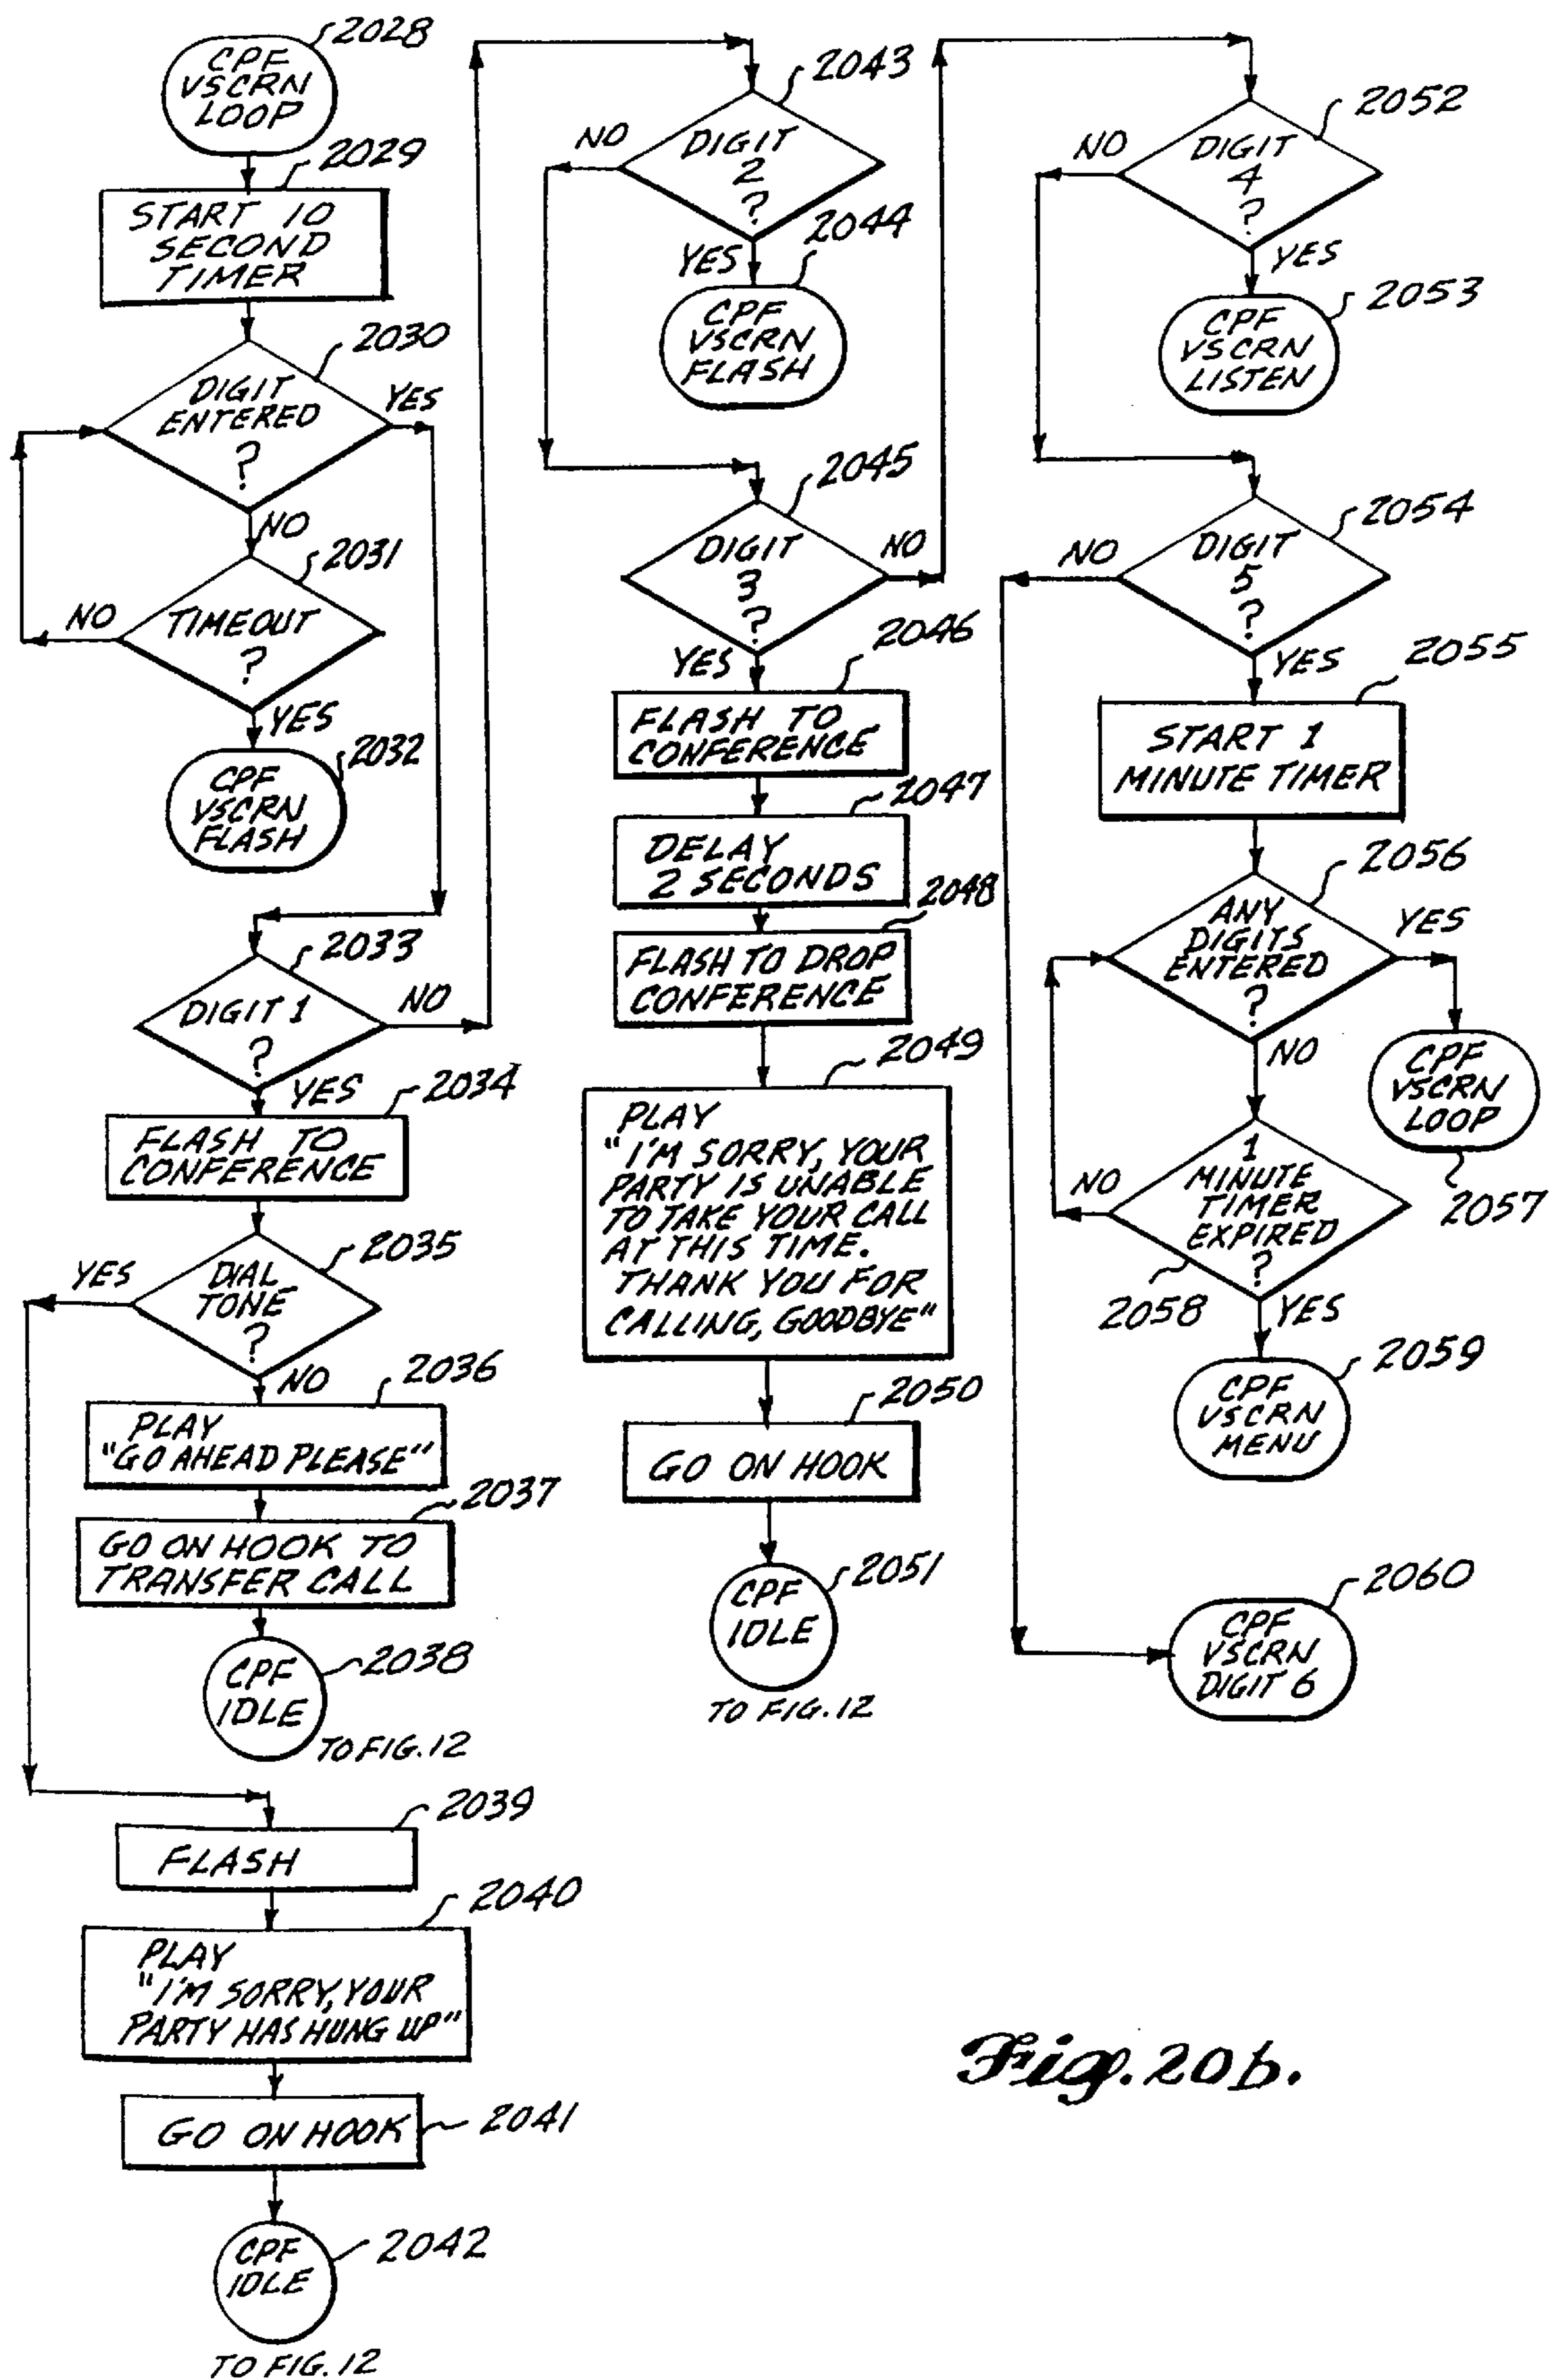 2028
CPF
VSCRN
LOOP
2029
START 10
SECOND
TIMER
2030
DIGIT
ENTERED
?
YES
NO
2031
TIMEOUT
?
NO
YES
2032
CPF
VSCRN
FLASH
2033
DIGIT 1
?
NO
YES
2034
FLASH TO
CONFERENCE
2035
DIAL
TONE
?
YES
NO
2036
PLAY
"GO AHEAD PLEASE"
2037
GO ON HOOK TO
TRANSFER CALL
2038
CPF
IDLE
TO FIG.12
2039
FLASH
2040
PLAY
"I'M SORRY, YOUR
PARTY HAS HUNG UP"
2041
GO ON HOOK
2042
CPF
IDLE
TO FIG.12
2043
DIGIT
2
?
NO
YES
2044
CPF
VSCRN
FLASH
2045
DIGIT
3
?
NO
YES
2046
FLASH TO
CONFERENCE
2047
DELAY
2 SECONDS
2048
FLASH TO DROP
CONFERENCE
2049
PLAY
"I'M SORRY, YOUR
PARTY IS UNABLE
TO TAKE YOUR CALL
AT THIS TIME.
THANK YOU FOR
CALLING, GOODBYE"
2050
GO ON HOOK
2051
CPF
IDLE
TO FIG.12
2052
DIGIT
4
?
NO
YES
2053
CPF
VSCRN
LISTEN
2054
DIGIT
5
?
NO
YES
2055
START 1
MINUTE TIMER
2056
ANY
DIGITS
ENTERED
?
YES
NO
CPF
VSCRN
LOOP
2057
1
MINUTE
TIMER
EXPIRED
?
NO
2058
YES
2059
CPF
VSCRN
MENU
2060
CPF
VSCRN
DIGIT 6
Fig. 20b.